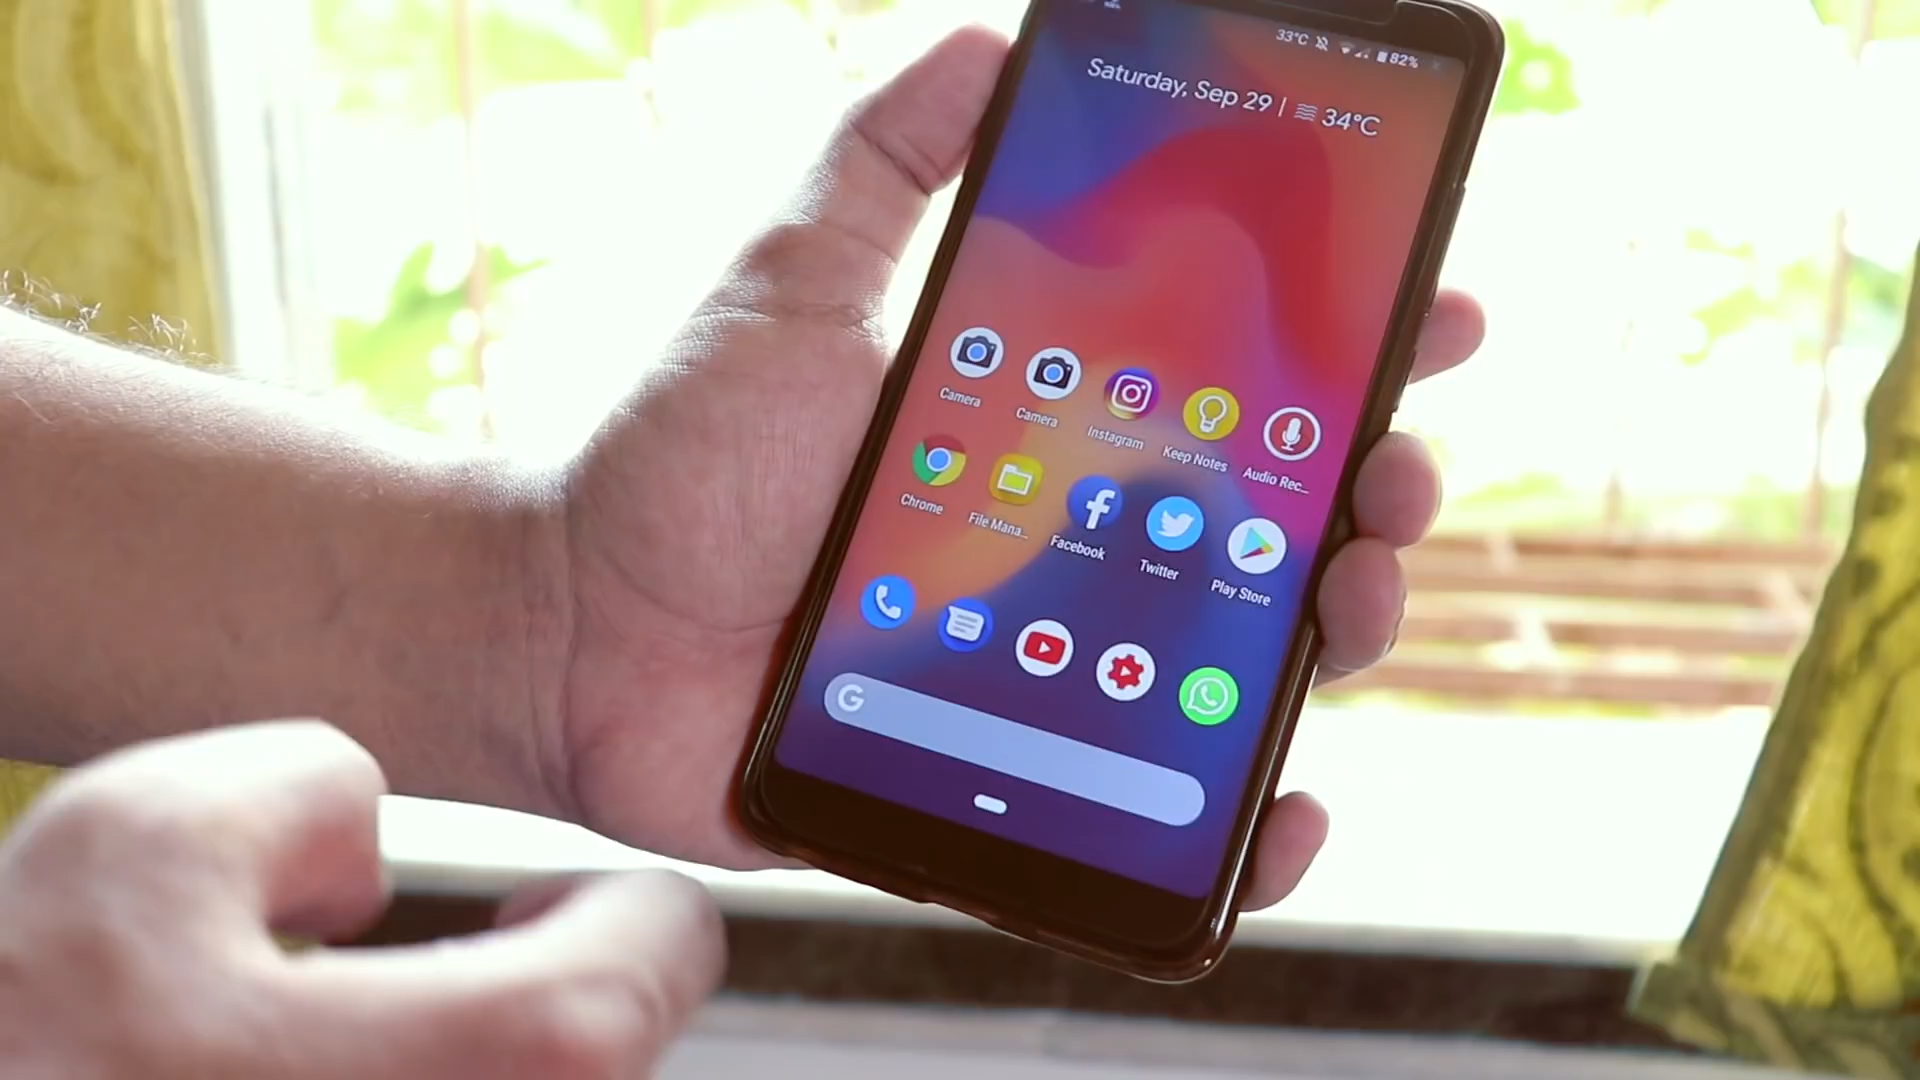 33°C 82%
Saturday, Sep 29 | 34°C
Camera Camera Instagram Keep Notes Audio Rec...
Chrome File Mana... Facebook Twitter Play Store
G